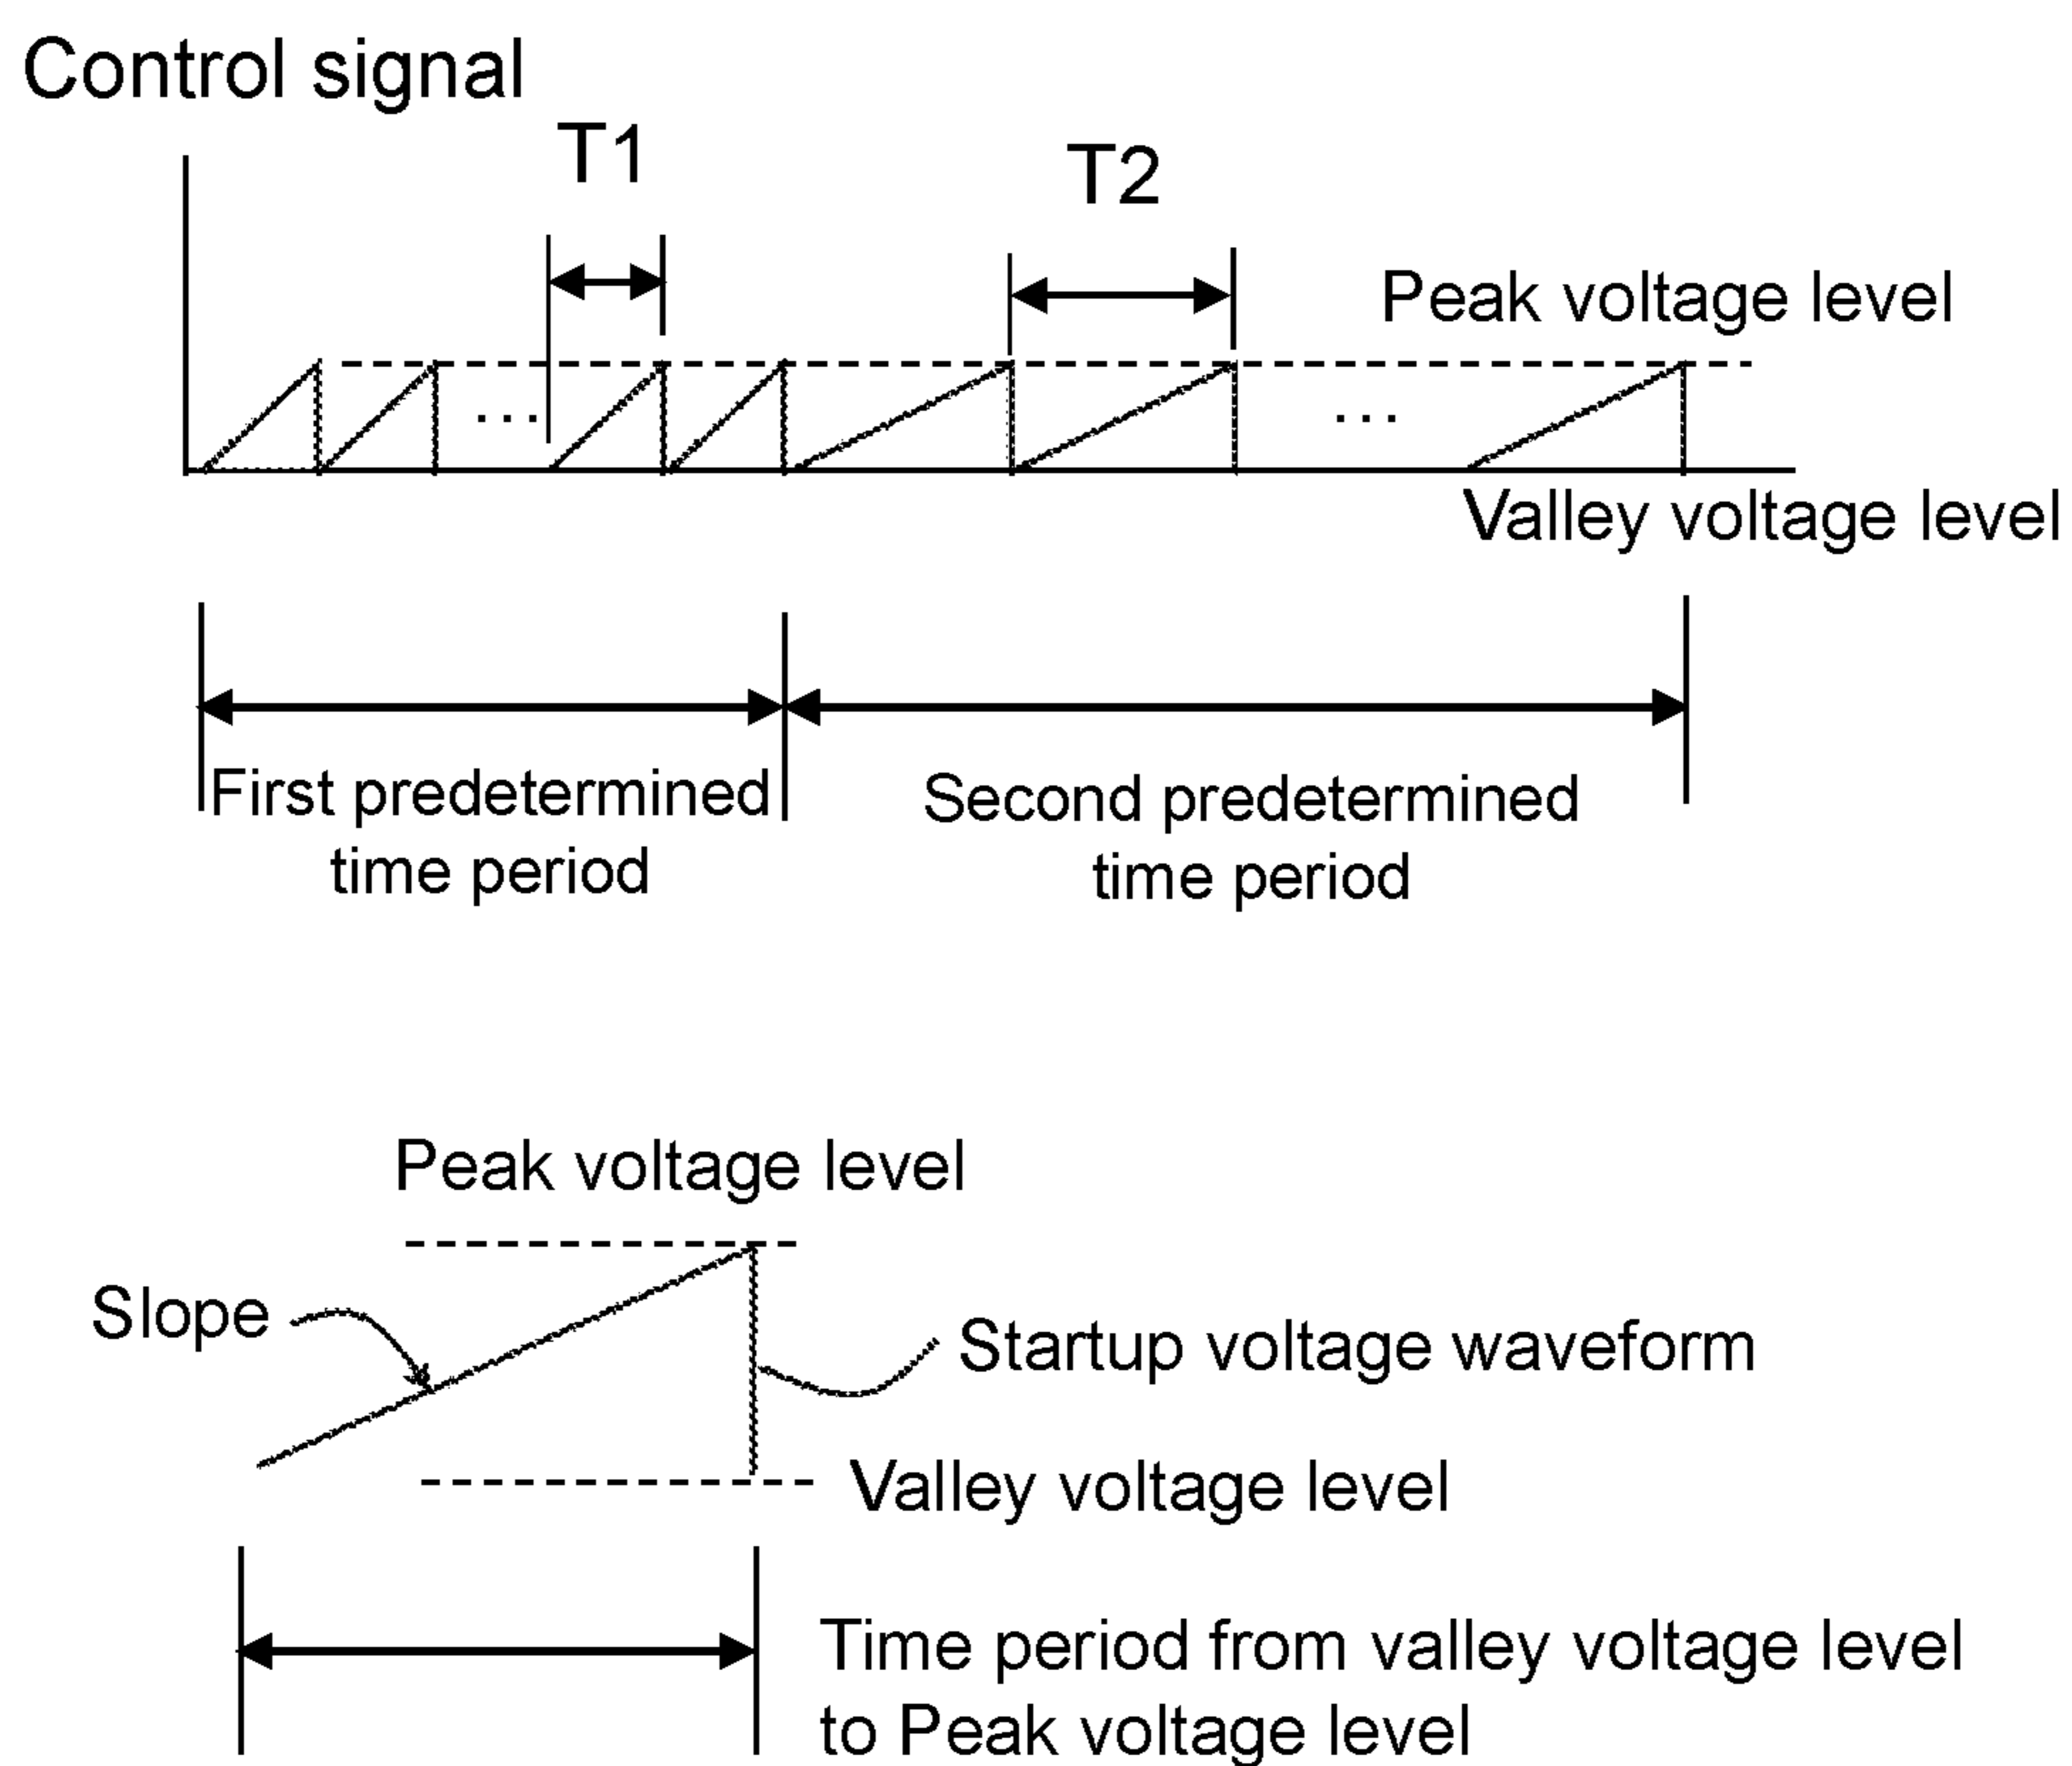 Control signal
T1
T2
Peak voltage level
...
...
Valley voltage level
First predetermined
time period
Second predetermined
time period
Peak voltage level
Slope
Startup voltage waveform
Valley voltage level
Time period from valley voltage level
to Peak voltage level